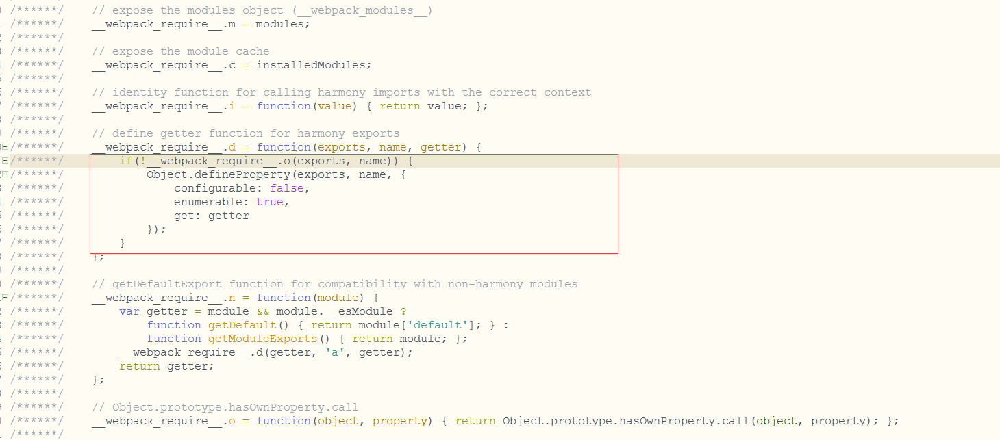 /******/ // expose the modules object (__webpack_modules__)
/******/ __webpack_require__.m = modules;
/******/
/******/ // expose the module cache
/******/ __webpack_require__.c = installedModules;
/******/
/******/ // identity function for calling harmony imports with the correct context
/******/ __webpack_require__.i = function(value) { return value; };
/******/
/******/ // define getter function for harmony exports
/******/ __webpack_require__.d = function(exports, name, getter) {
/******/ if(!__webpack_require__.o(exports, name)) {
/******/ Object.defineProperty(exports, name, {
/******/ configurable: false,
/******/ enumerable: true,
/******/ get: getter
/******/ });
/******/ }
/******/ };
/******/
/******/ // getDefaultExport function for compatibility with non-harmony modules
/******/ __webpack_require__.n = function(module) {
/******/ var getter = module && module.__esModule ?
/******/ function getDefault() { return module['default']; } :
/******/ function getModuleExports() { return module; };
/******/ __webpack_require__.d(getter, 'a', getter);
/******/ return getter;
/******/ };
/******/
/******/ // Object.prototype.hasOwnProperty.call
/******/ __webpack_require__.o = function(object, property) { return Object.prototype.hasOwnProperty.call(object, property); };
/******/